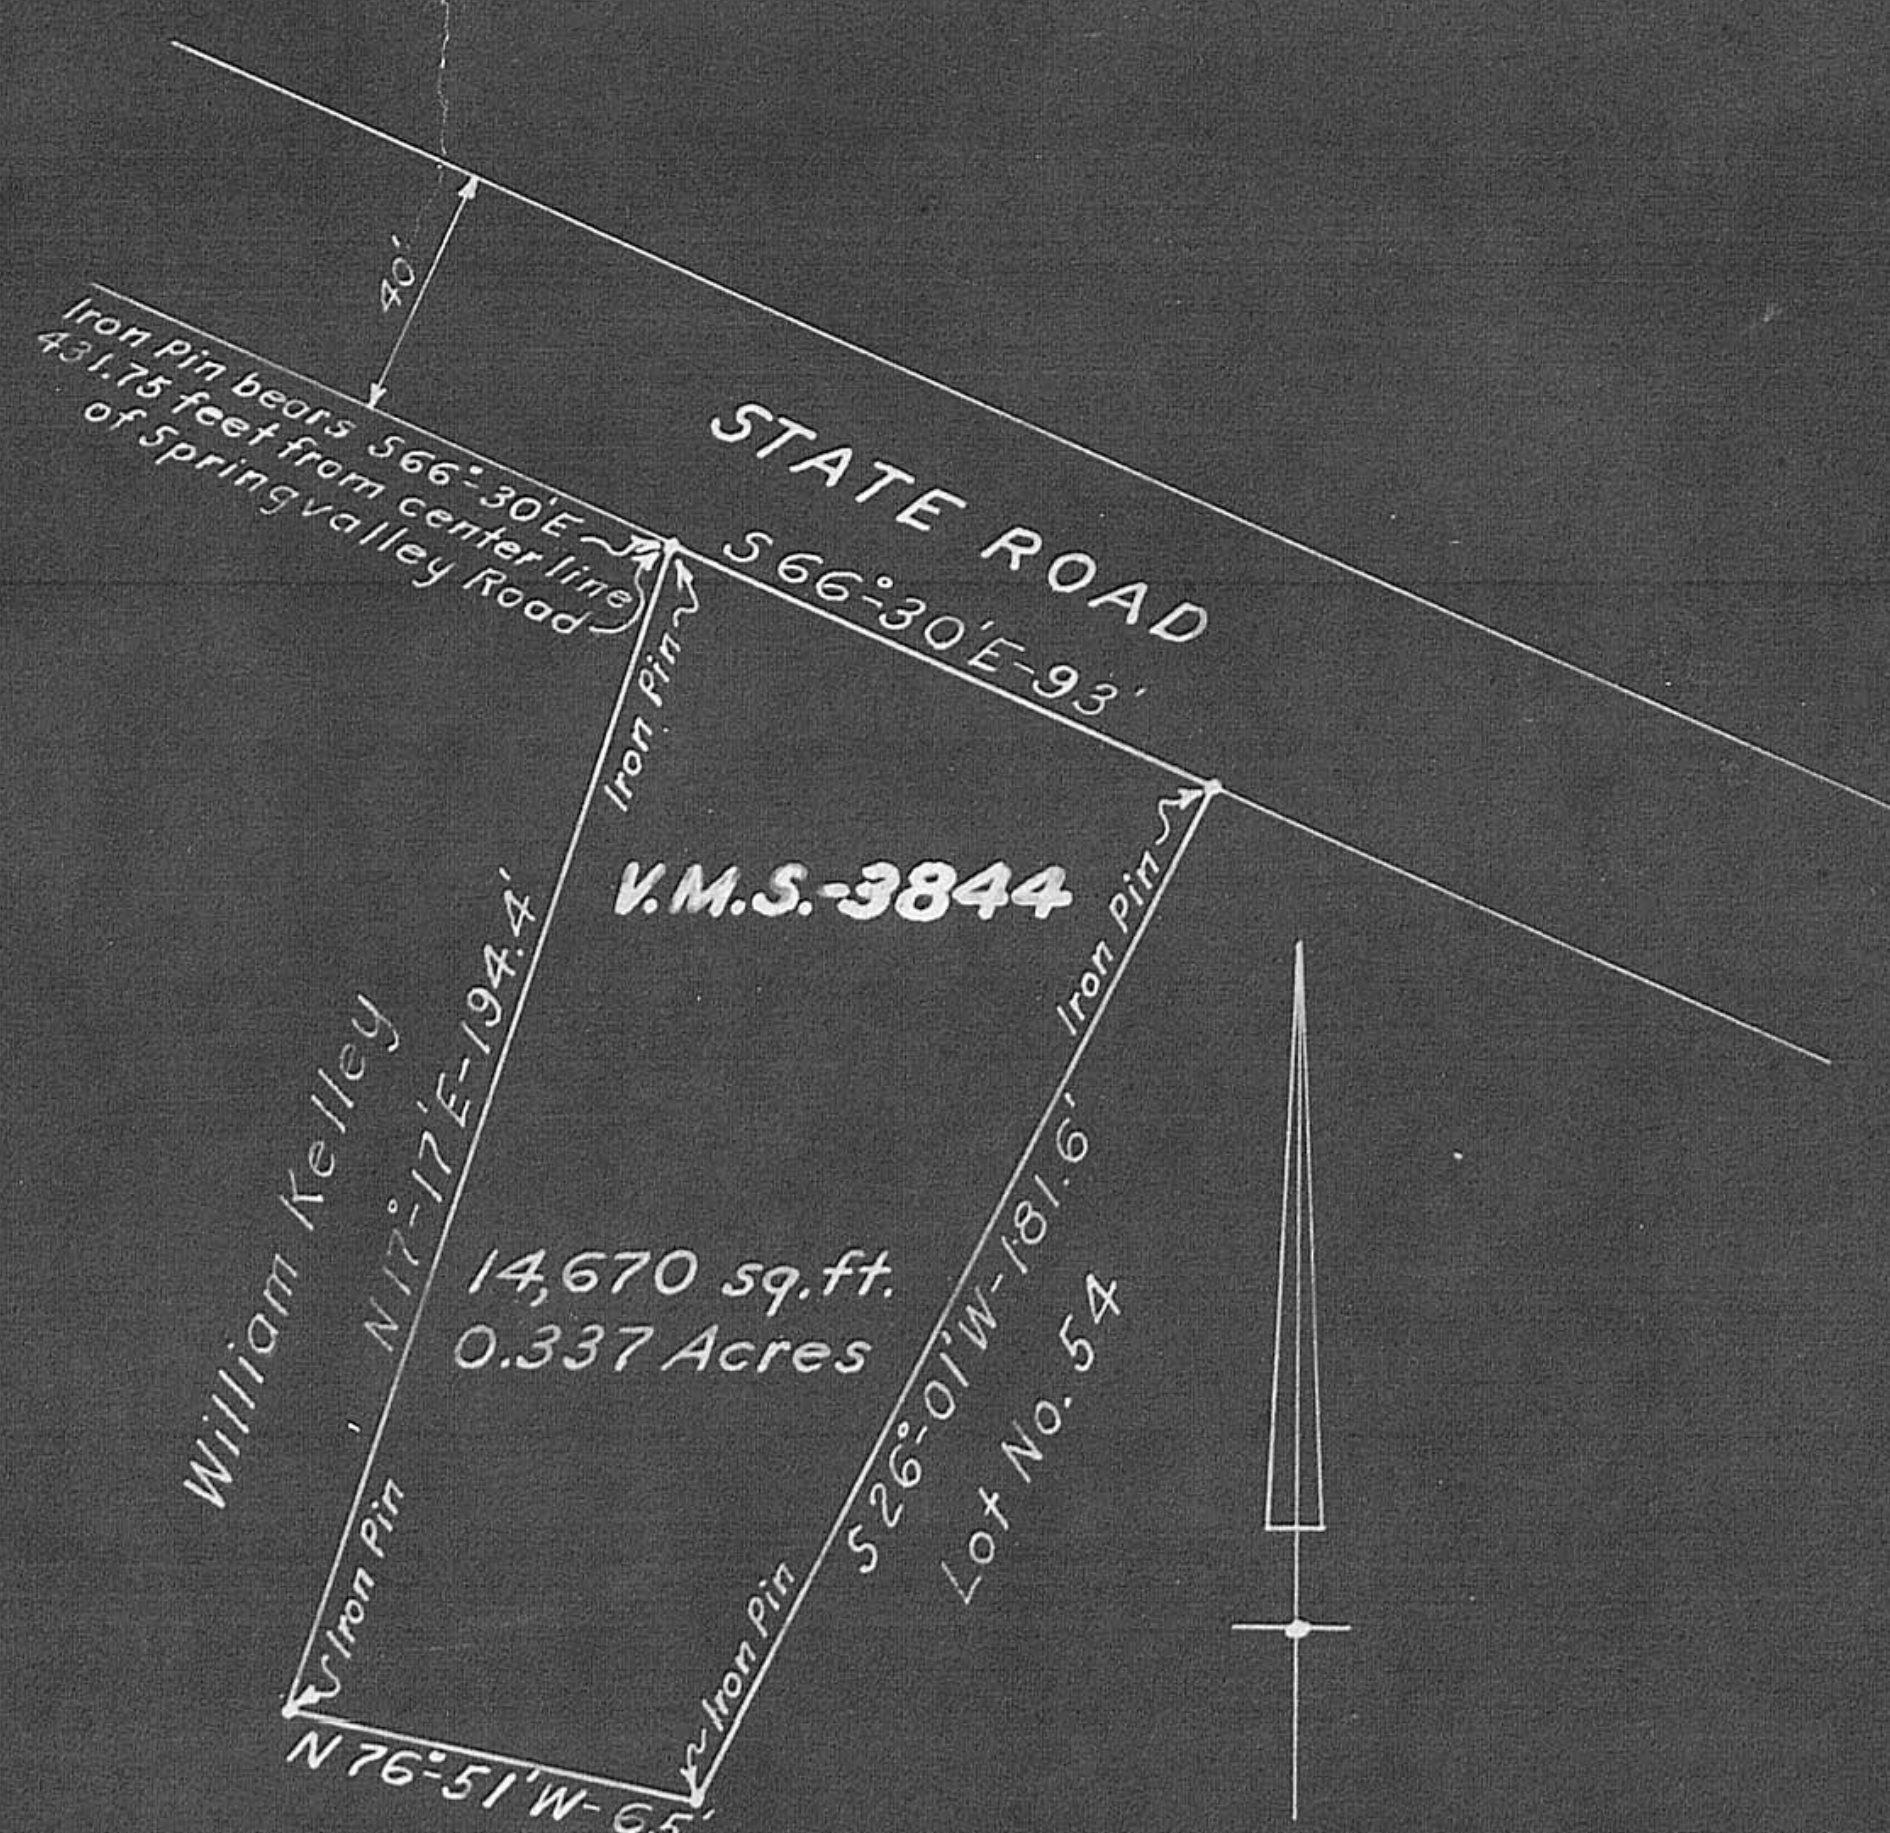 40'
Iron Pin bears S66°-30'E
431.75 feet from center line
of Springvalley Road
STATE ROAD
S66°-30'E-93'
Iron Pin
Iron Pin
V.M.S.-3844
N17°-17'E-194.4'
William Kelley
14,670 sq.ft.
0.337 Acres
S26°-01'W-181.6'
Lot No. 54
Iron Pin
Iron Pin
N76°-51'W-65'